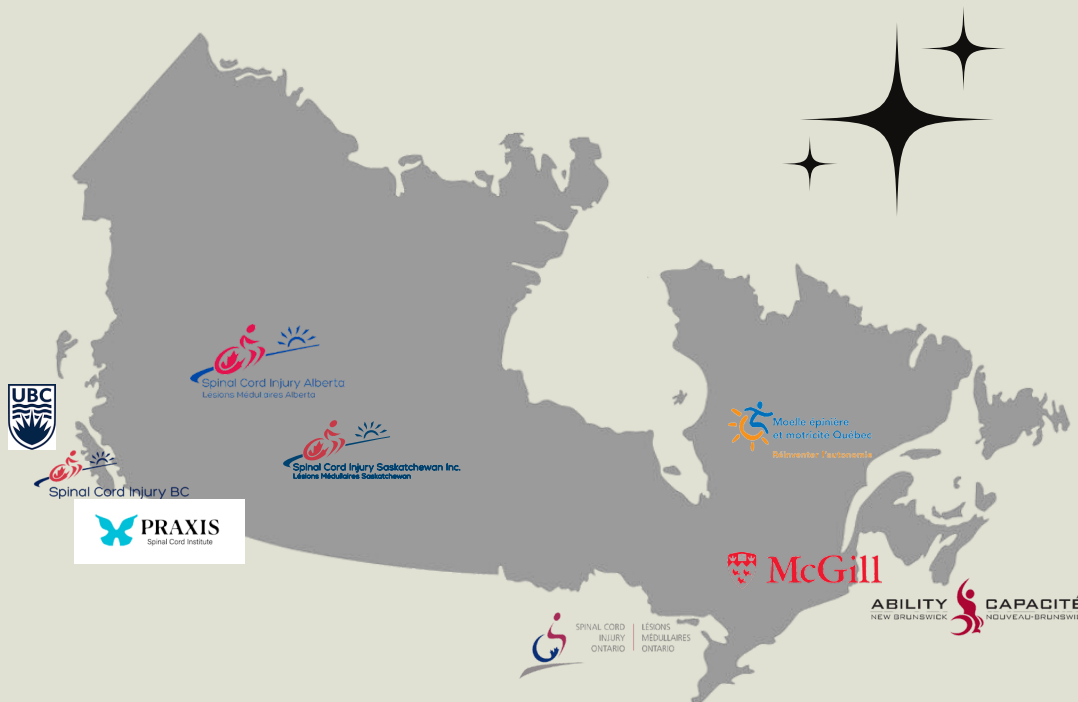 Spinal Cord Injury Alberta
Lésions Médullaires Alberta
UBC
Spinal Cord Injury Saskatchewan Inc.
Lésions Médullaires Saskatchewan
Spinal Cord Injury BC
PRAXIS
Spinal Cord Institute
Moelle épinière
et motricité Québec
Réinventer l'autonomie
McGill
ABILITY
NEW BRUNSWICK
CAPACITÉ
NOUVEAU-BRUNSWICK
SPINAL CORD
INJURY
ONTARIO
LÉSIONS
MÉDULLAIRES
ONTARIO